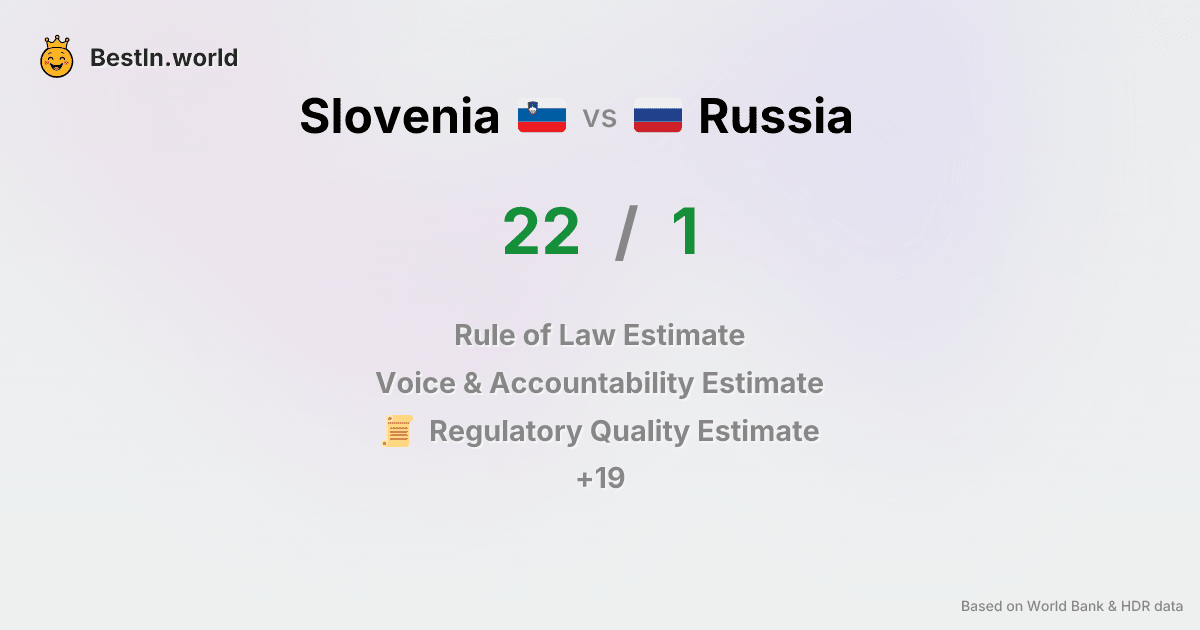 BestIn.world
Slovenia vs Russia
22 / 1
Rule of Law Estimate
Voice & Accountability Estimate
Regulatory Quality Estimate
+19
Based on World Bank & HDR data